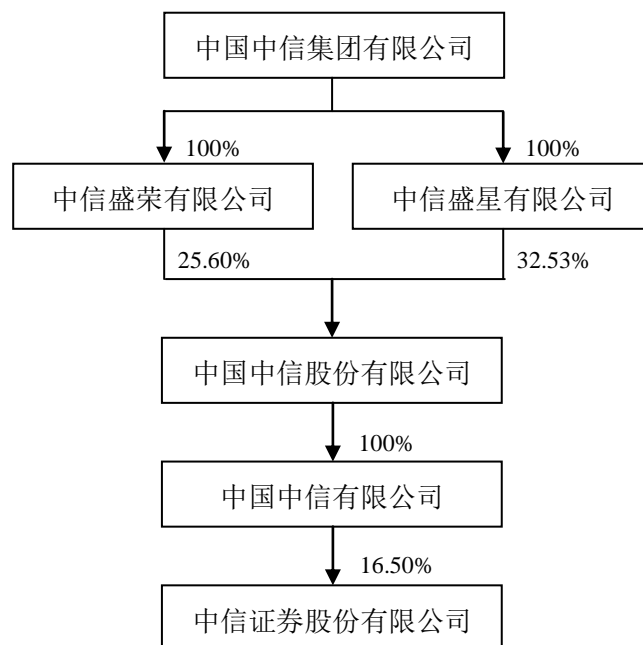 中国中信集团有限公司
100%
100%
中信盛荣有限公司
中信盛星有限公司
25.60%
32.53%
中国中信股份有限公司
100%
中国中信有限公司
16.50%
中信证券股份有限公司